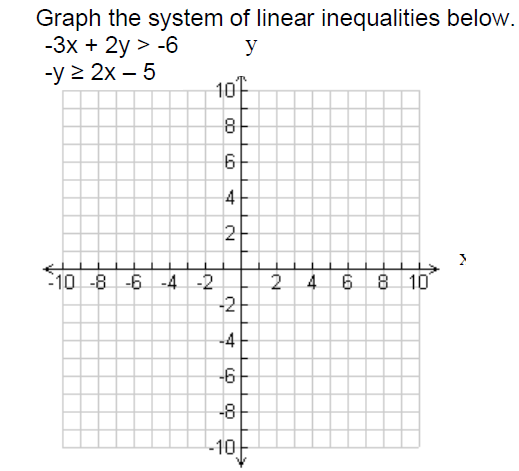 Graph the system of linear inequalities below.
-3x + 2y > -6
y
-y ≥ 2x – 5
10
8
6
4
2
-10 -8 -6 -4 -2 2 4 6 8 10
-2
-4
-6
-8
-10